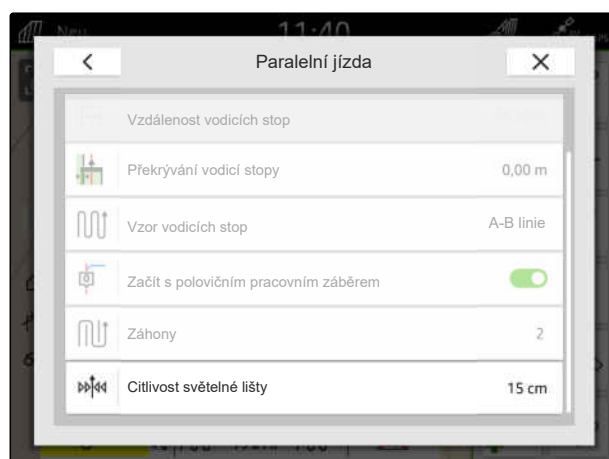 Neu 11:40
Paralelní jízda
Vzdálenost vodicích stop
Překrývání vodicí stopy 0,00 m
Vzor vodicích stop A-B linie
Začít s polovičním pracovním záběrem
Záhony 2
Citlivost světelné lišty 15 cm